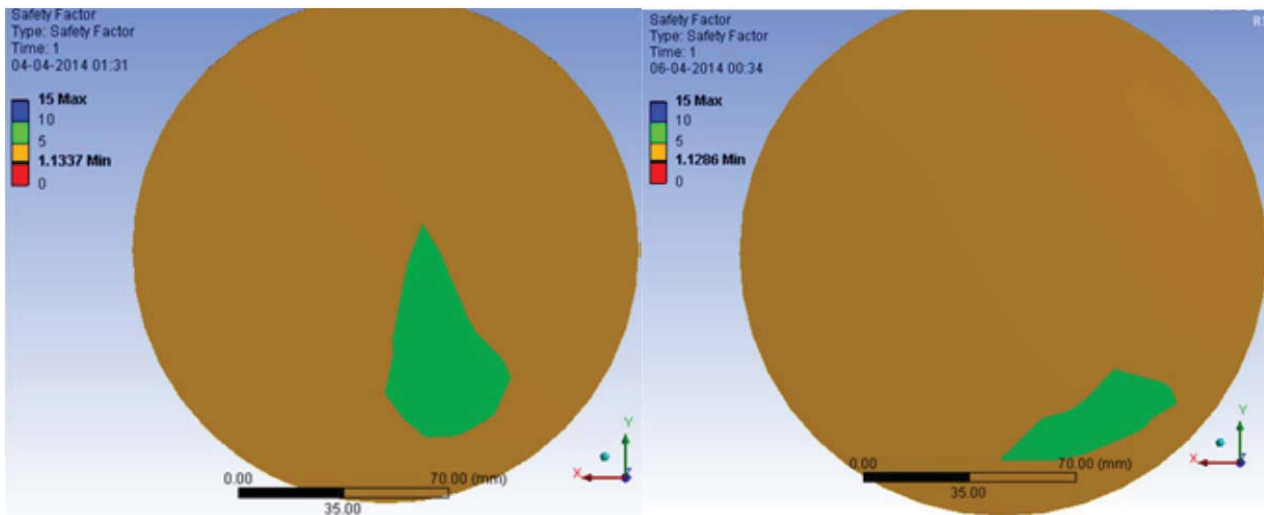 Safety Factor
Type: Safety Factor
Time: 1
04-04-2014 01:31
15 Max
10
5
1.1337 Min
0
Y
X
Z
0.00
70.00 (mm)
35.00
Safety Factor
Type: Safety Factor
Time: 1
06-04-2014 00:34
15 Max
10
5
1.1286 Min
0
Y
X
Z
0.00
70.00 (mm)
35.00